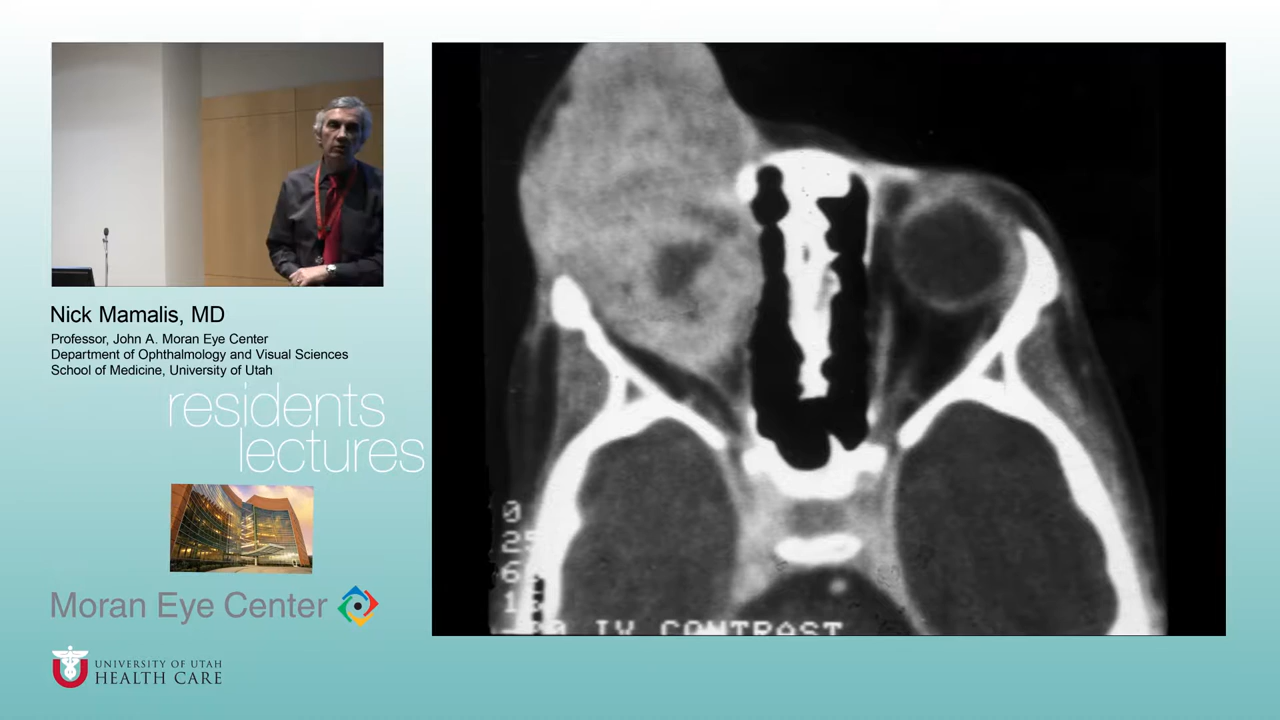 Nick Mamalis, MD
Professor, John A. Moran Eye Center
Department of Ophthalmology and Visual Sciences
School of Medicine, University of Utah
residents
lectures
Moran Eye Center
UNIVERSITY OF UTAH
HEALTH CARE
0
IV CONTRAST